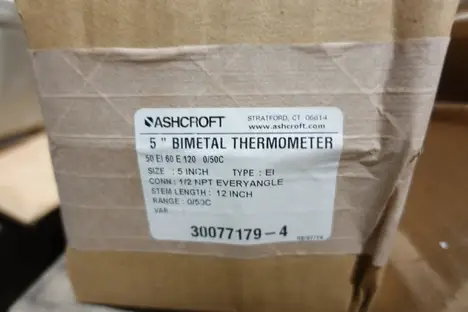 ASHCROFT
STRATFORD, CT 06614
www.ashcroft.com
5" BIMETAL THERMOMETER
50 EI 60 E 120 0/50C
SIZE : 5 INCH TYPE : EI
CONN : 1/2 NPT EVERYANGLE
STEM LENGTH : 12 INCH
RANGE : 0/50C
VAR
30077179-4